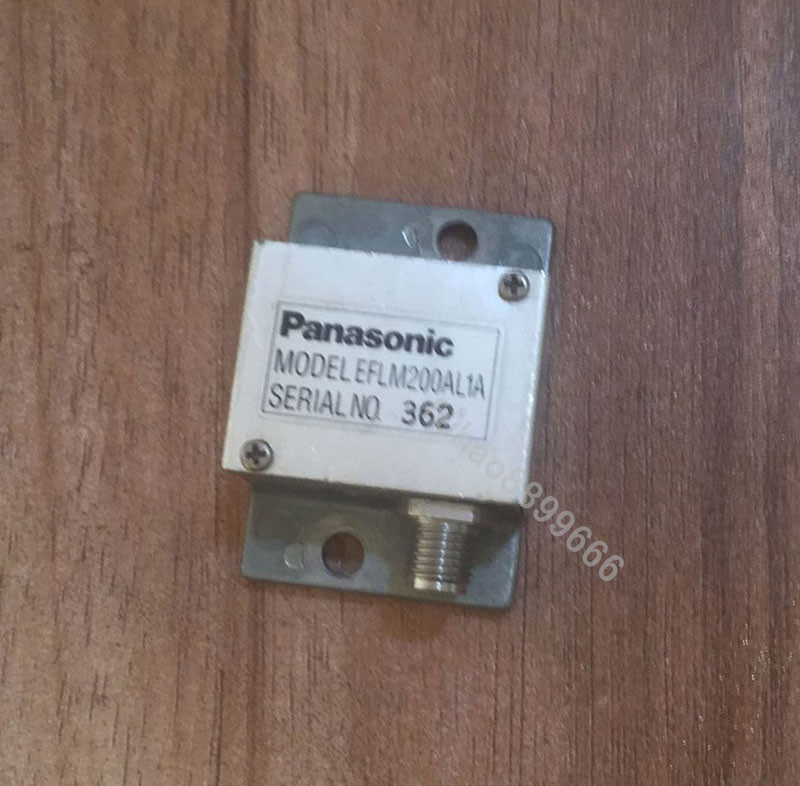 Panasonic
MODEL EFLM200AL1A
SERIAL NO. 362